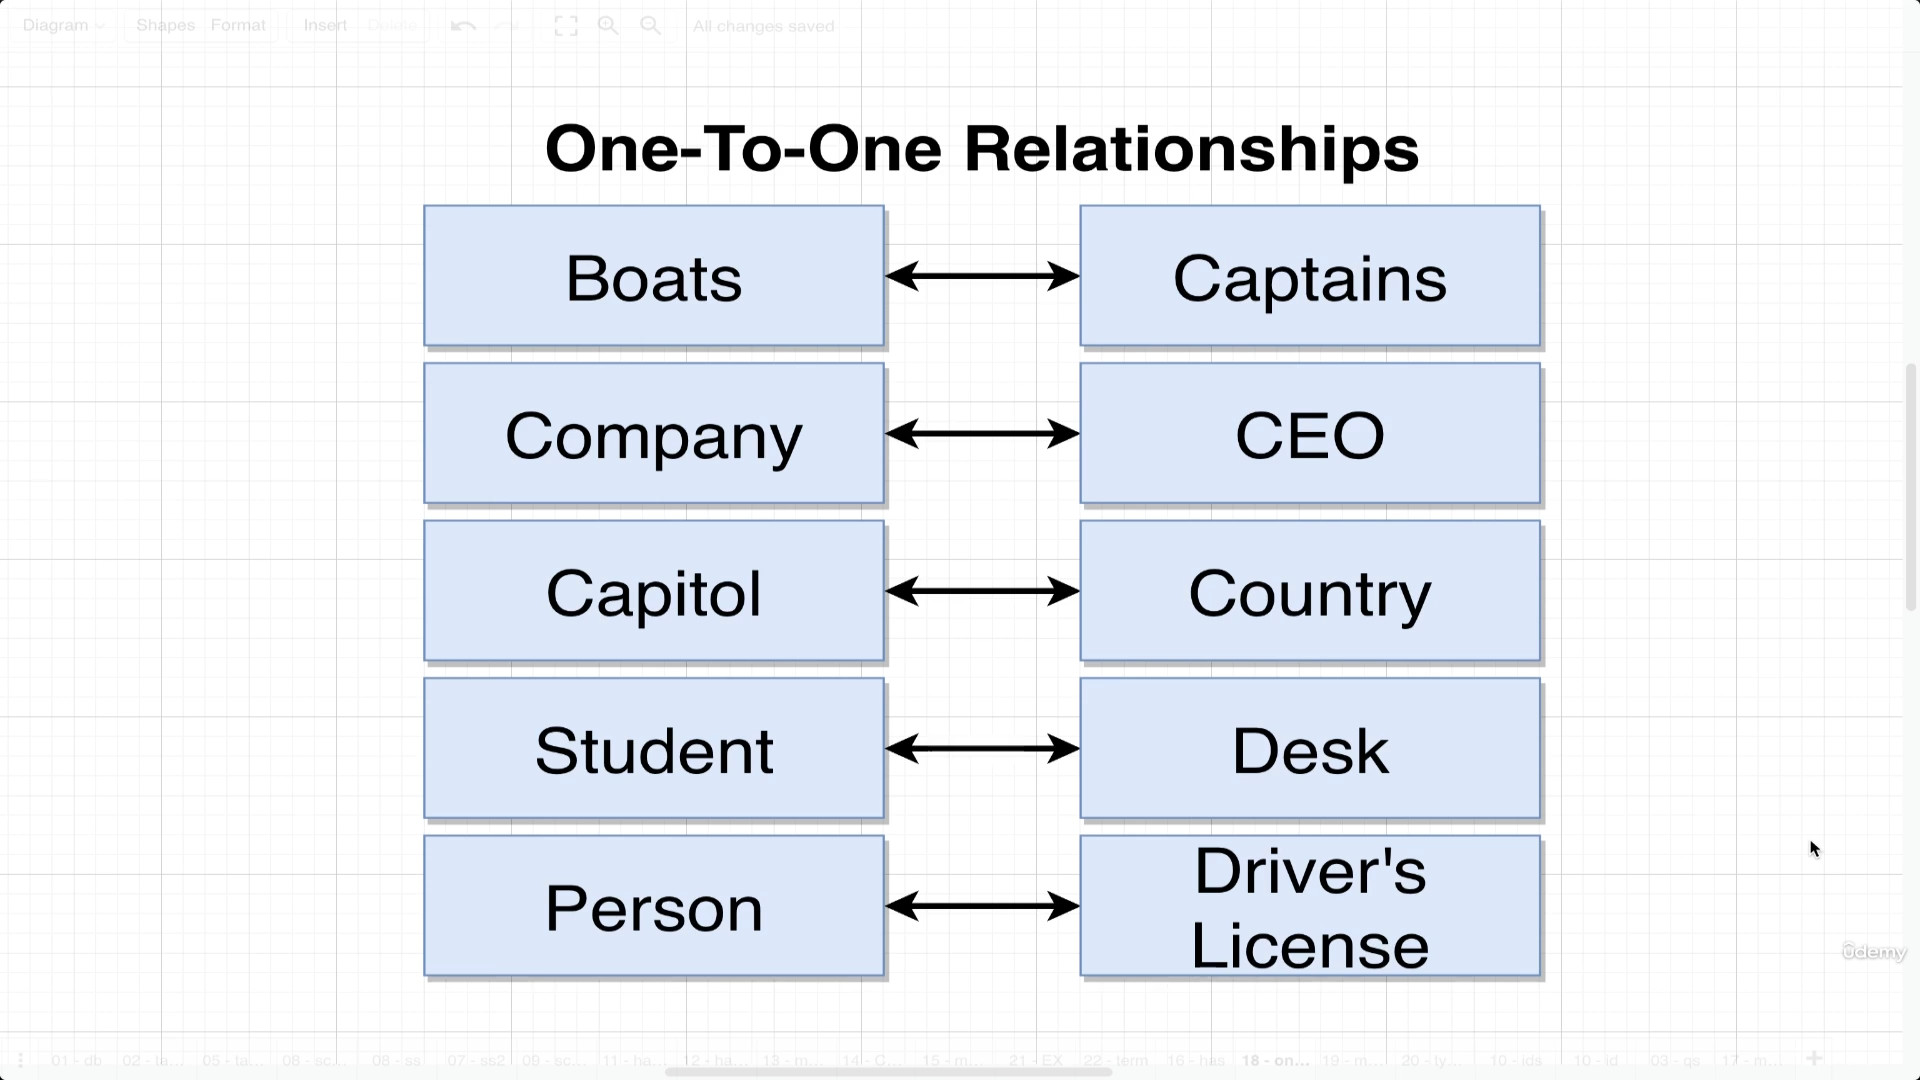 Diagram Shapes Format Insert Delete All changes saved
One-To-One Relationships
Boats Captains
Company CEO
Capitol Country
Student Desk
Person Driver's
License
ûdemy
01 - db 02 - ta... 05 - ta... 08 - sc... 08 - ss 07 - ss2 09 - sc... 11 - ha... 12 - ha... 13 - m... 14 - C... 15 - m... 21 - EX 22 - term 16 - has 18 - on... 19 - m... 20 - ty... 10 - ids 10 - id 03 - qs 17 - m...